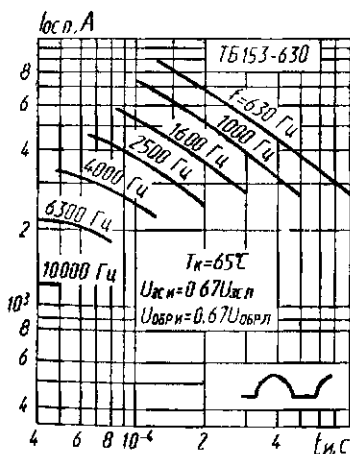 Iос п, А
ТБ153-630
8
6
4
2
10³
8
6
4
f=630 Гц
1000 Гц
1600 Гц
2500 Гц
4000 Гц
6300 Гц
10000 Гц
Tк=65℃
Uзс и=0.67Uзсп
Uобр и=0.67Uобрп
4 6 8 10⁻⁴ 2 4 tи,с